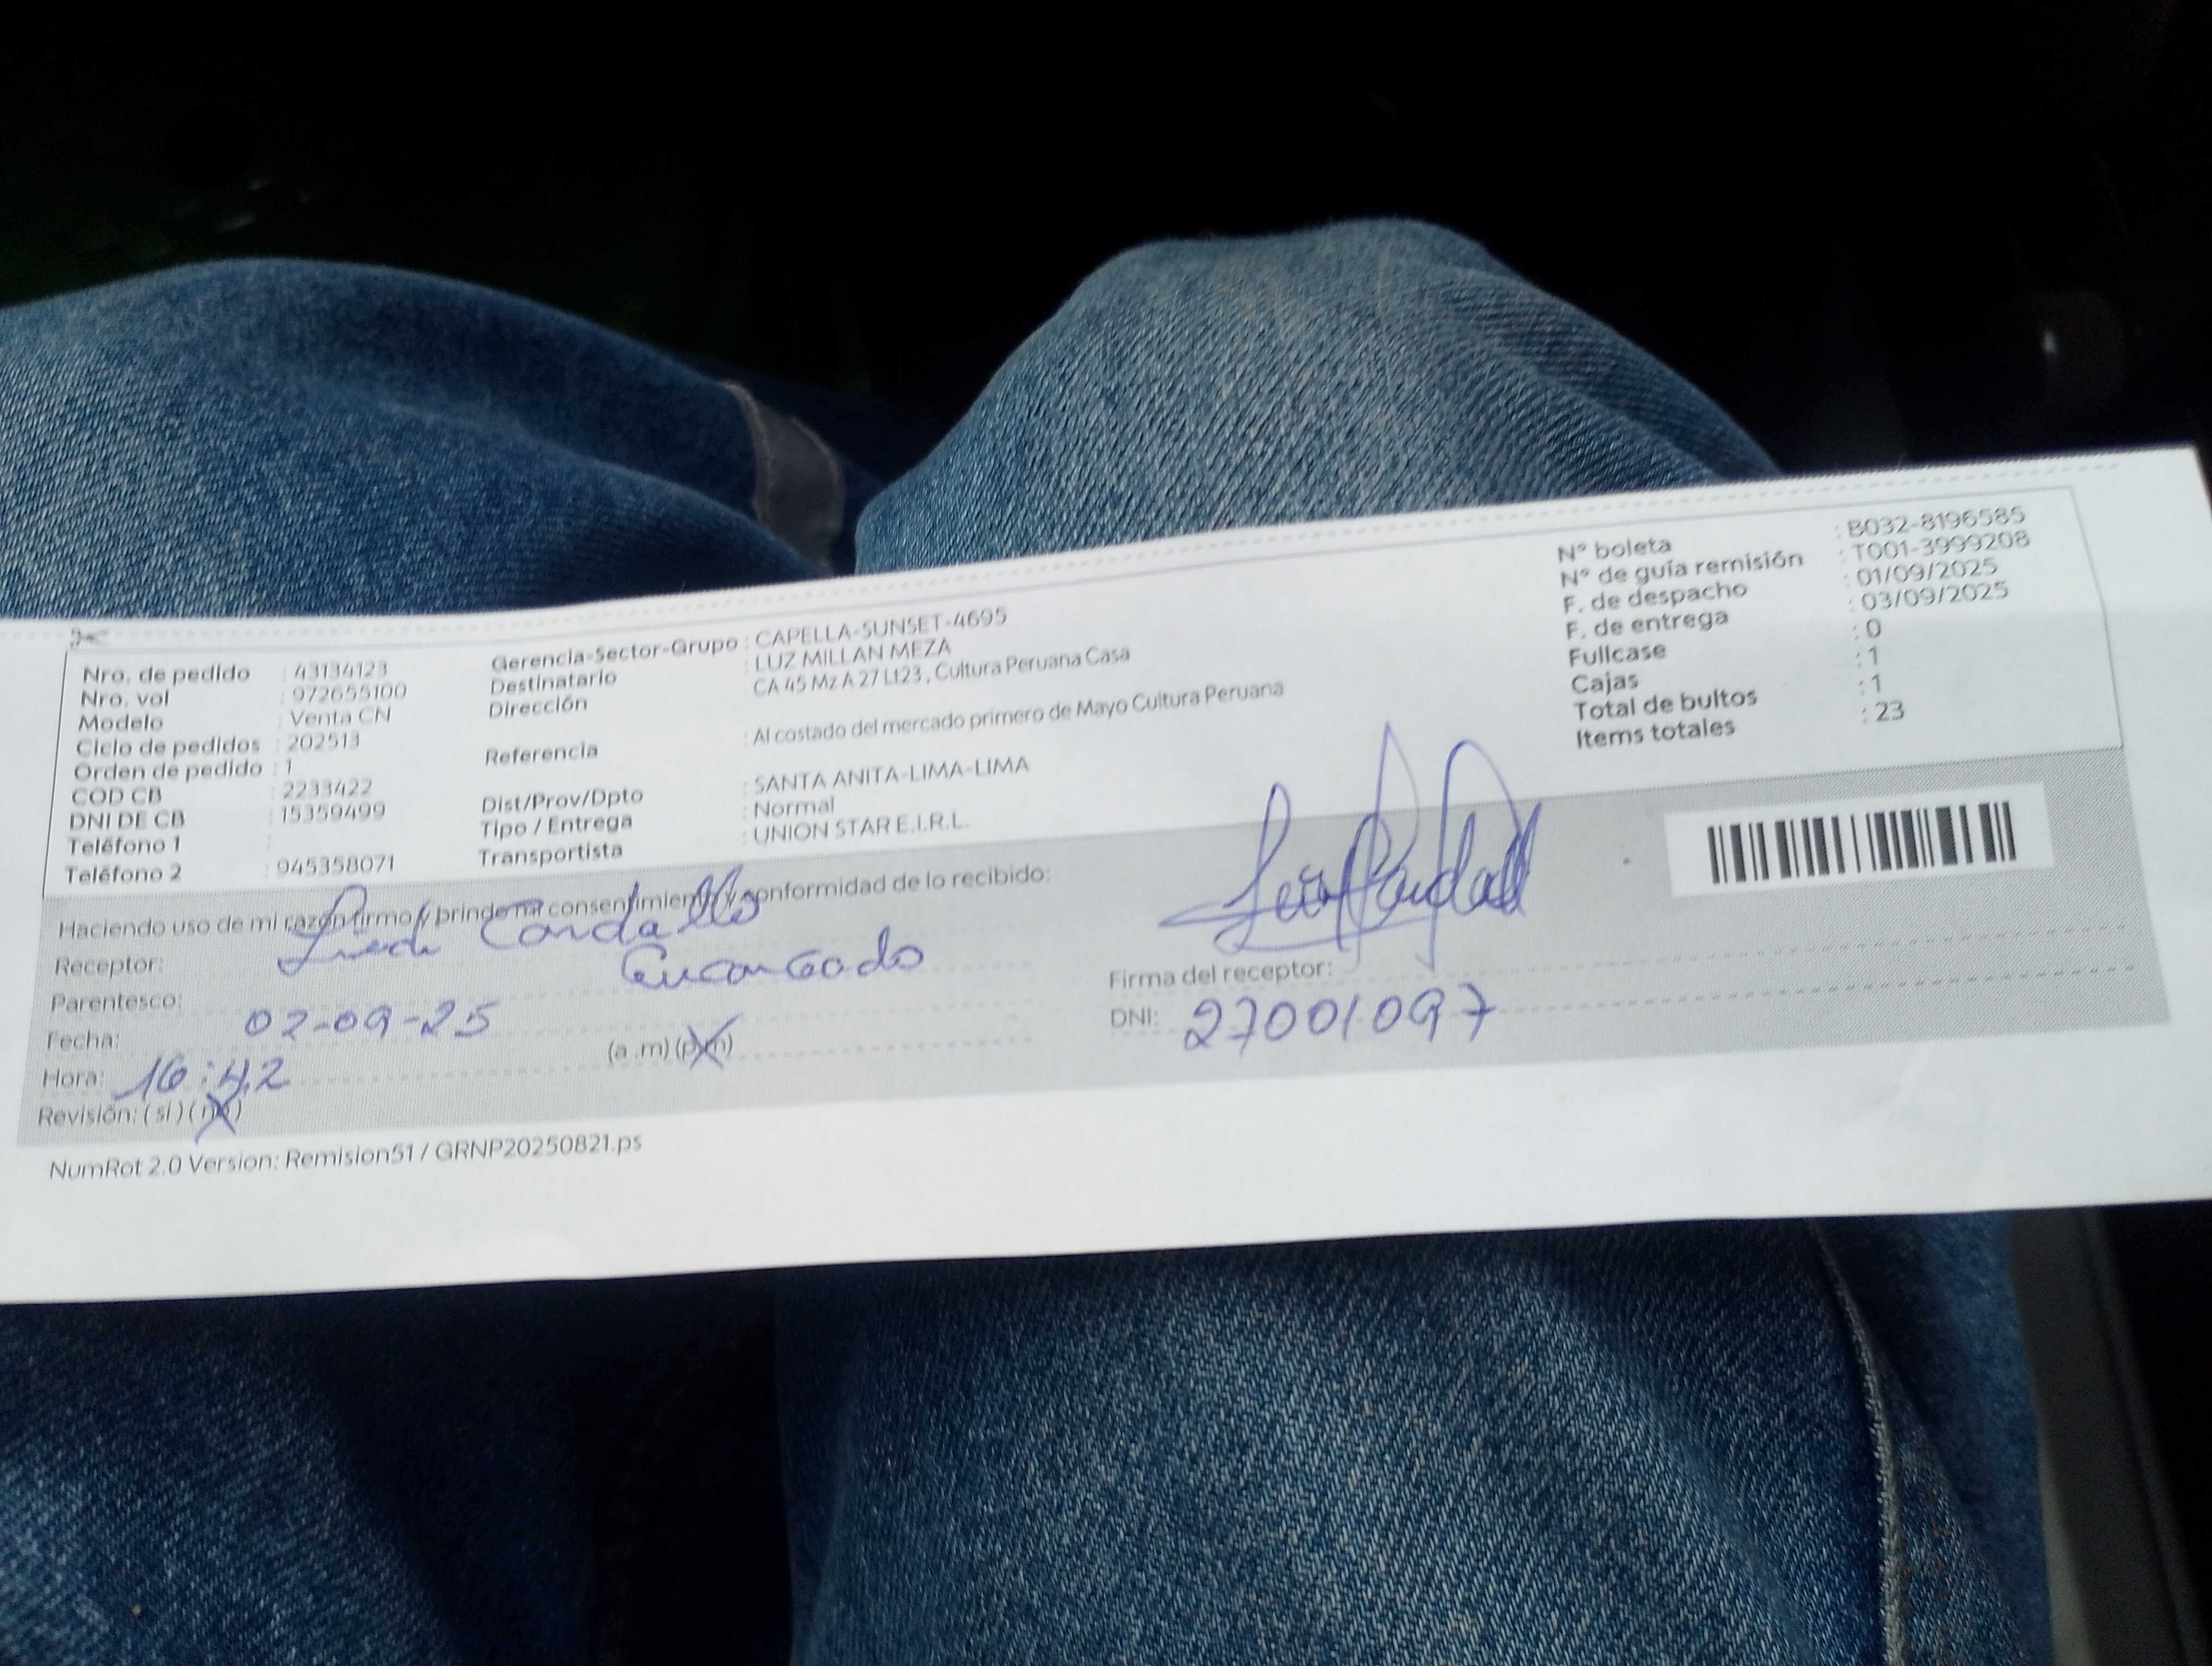 Nro. de pedido : 43134123
Nro. vol : 972655100
Modelo : Venta CN
Ciclo de pedidos : 202513
Orden de pedido : 1
COD CB : 2233422
DNI DE CB : 15359499
Teléfono 1 :
Teléfono 2 : 945358071
Gerencia-Sector-Grupo : CAPELLA-SUNSET-4695
Destinatario : LUZ MILLAN MEZA
Dirección : CA 45 Mz A 27 Lt23 , Cultura Peruana Casa
Referencia : Al costado del mercado primero de Mayo Cultura Peruana
Dist/Prov/Dpto : SANTA ANITA-LIMA-LIMA
Tipo / Entrega : Normal
Transportista : UNION STAR E.I.R.L.
N° boleta : B032-8196585
N° de guía remisión : T001-3999208
F. de despacho : 01/09/2025
F. de entrega : 03/09/2025
Fullcase : 0
Cajas : 1
Total de bultos : 1
Items totales : 23
Haciendo uso de mi razón firmo y brindo mi consentimiento y conformidad de lo recibido:
Receptor:
Parentesco: Encargado
Fecha: 02-09-25
Hora: 16:42 (a .m) (p.m)
Revisión: ( si ) ( no )
Firma del receptor:
DNI: 27001097
NumRot 2.0 Version: Remision51 / GRNP20250821.ps